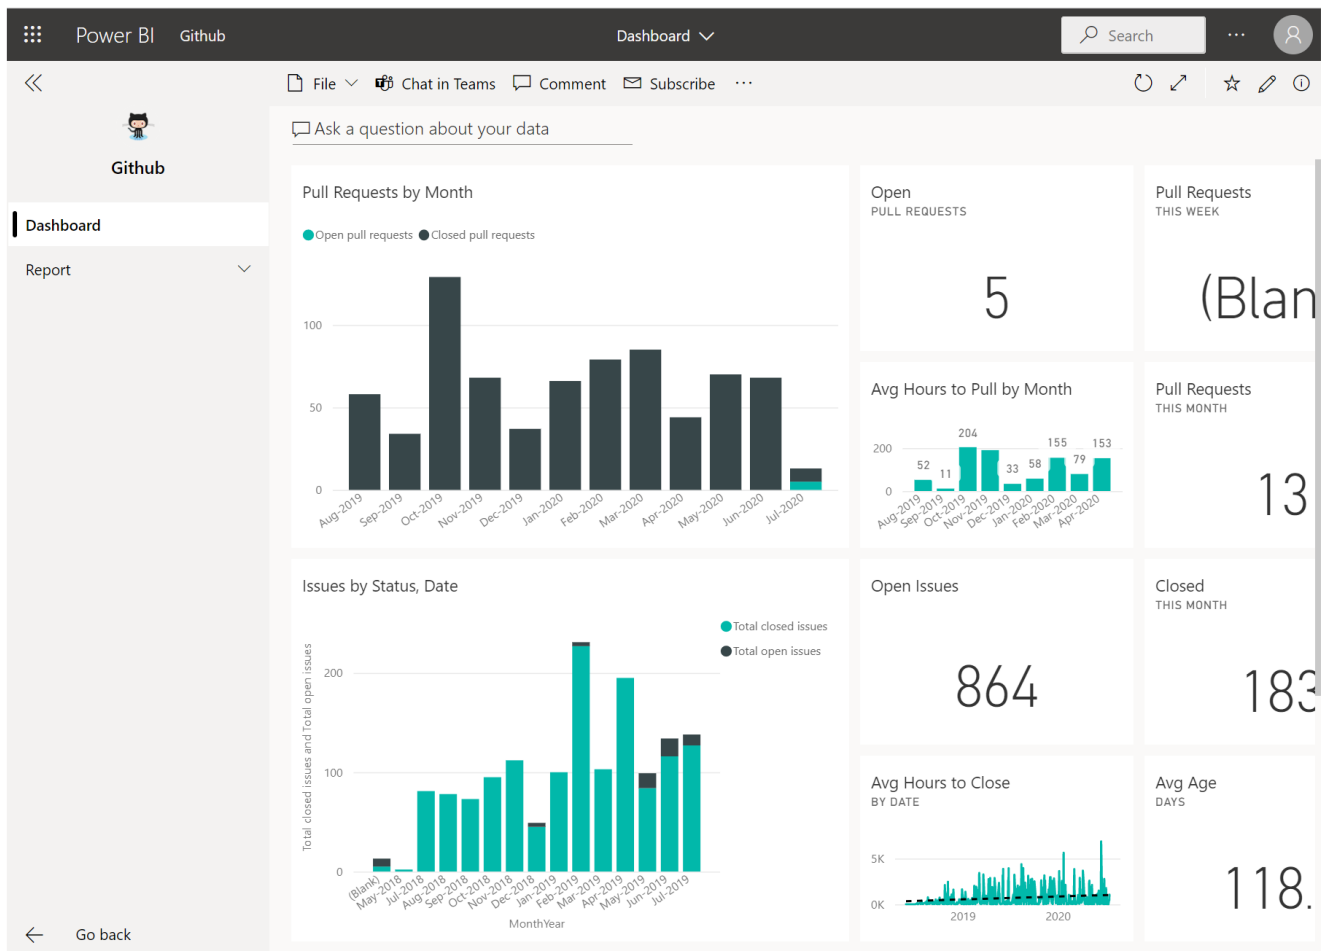 Power BI
Github
Dashboard
Search
File
Chat in Teams
Comment
Subscribe
Github
Dashboard
Report
Go back
Ask a question about your data
Pull Requests by Month
Open pull requests
Closed pull requests
100
50
0
Aug-2019
Sep-2019
Oct-2019
Nov-2019
Dec-2019
Jan-2020
Feb-2020
Mar-2020
Apr-2020
May-2020
Jun-2020
Jul-2020
Open
PULL REQUESTS
5
Pull Requests
THIS WEEK
(Blan
Avg Hours to Pull by Month
200
0
52
11
204
33
58
155
79
153
Aug-2019
Sep-2019
Oct-2019
Nov-2019
Dec-2019
Jan-2020
Feb-2020
Mar-2020
Apr-2020
Pull Requests
THIS MONTH
13
Issues by Status, Date
Total closed issues
Total open issues
Total closed issues and Total open issues
200
100
0
(Blank)
May-2018
Jul-2018
Aug-2018
Sep-2018
Oct-2018
Nov-2018
Dec-2018
Jan-2019
Feb-2019
Mar-2019
Apr-2019
May-2019
Jun-2019
Jul-2019
MonthYear
Open Issues
864
Closed
THIS MONTH
183
Avg Hours to Close
BY DATE
5K
0K
2019
2020
Avg Age
DAYS
118.